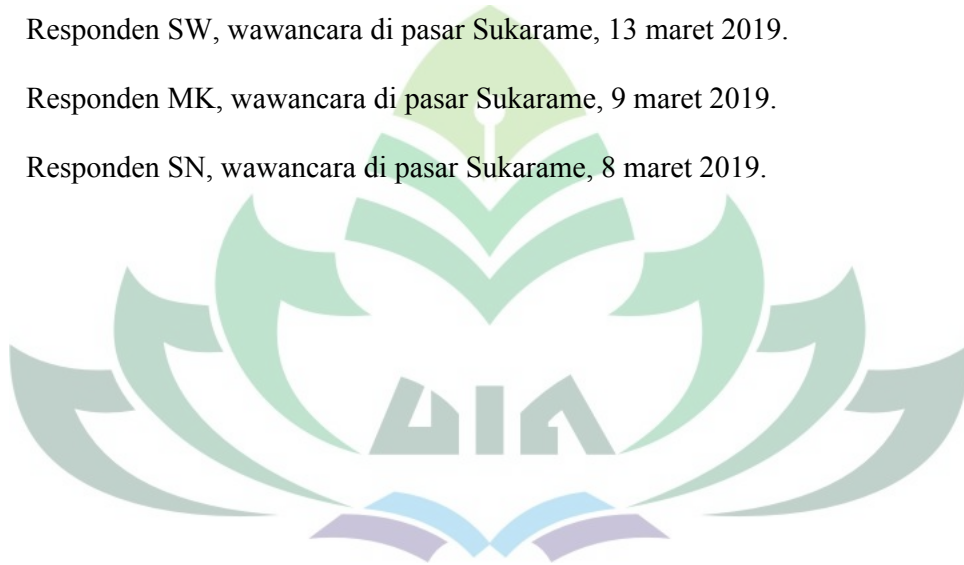 Responden SW, wawancara di pasar Sukarame, 13 maret 2019.
Responden MK, wawancara di pasar Sukarame, 9 maret 2019.
Responden SN, wawancara di pasar Sukarame, 8 maret 2019.
UIN